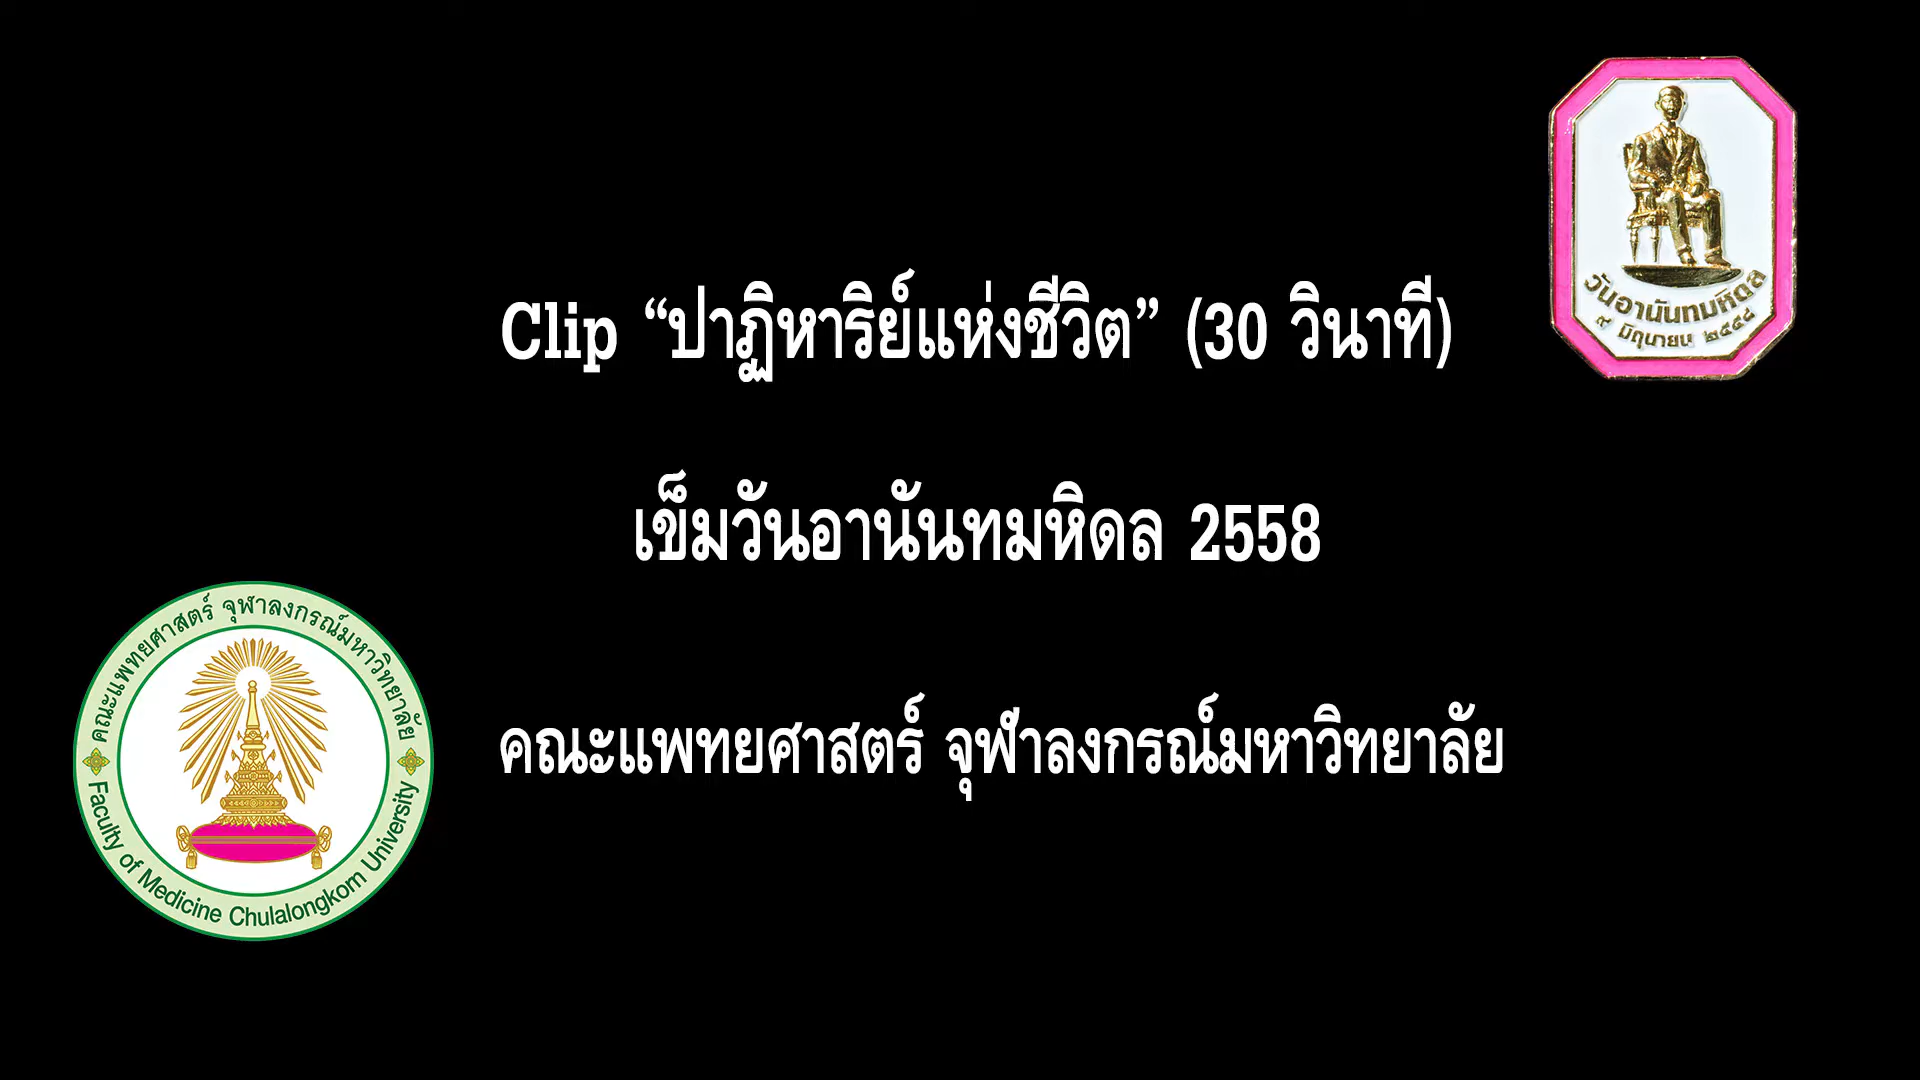 Clip “ปาฏิหาริย์แห่งชีวิต” (30 วินาที)
เข็มวันอานันทมหิดล 2558
คณะแพทยศาสตร์ จุฬาลงกรณ์มหาวิทยาลัย
วันอานันทมหิดล
๙ มิถุนายน ๒๕๕๘
คณะแพทยศาสตร์ จุฬาลงกรณ์มหาวิทยาลัย
Faculty of Medicine Chulalongkorn University